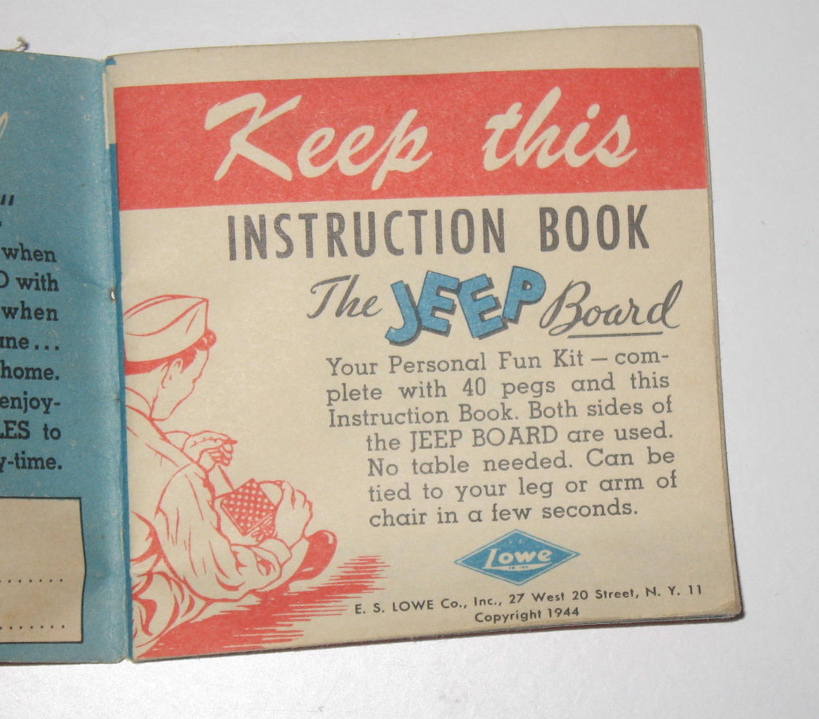 "
when
D with
when
me...
home.
enjoy-
LES to
y-time.
Keep this
INSTRUCTION BOOK
The JEEP Board
Your Personal Fun Kit — com-
plete with 40 pegs and this
Instruction Book. Both sides of
the JEEP BOARD are used.
No table needed. Can be
tied to your leg or arm of
chair in a few seconds.
Lowe
E. S. LOWE Co., Inc., 27 West 20 Street, N. Y. 11
Copyright 1944